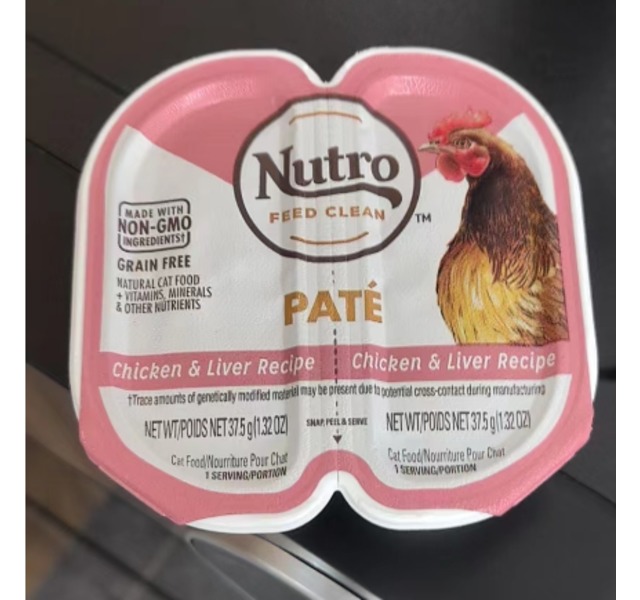 Nutro
FEED CLEAN™
MADE WITH
NON-GMO
INGREDIENTS†
GRAIN FREE
NATURAL CAT FOOD
+ VITAMINS, MINERALS
& OTHER NUTRIENTS
PATÉ
Chicken & Liver Recipe Chicken & Liver Recipe
†Trace amounts of genetically modified material may be present due to potential cross-contact during manufacturing
NET WT/POIDS NET 37.5 g (1.32 OZ) SNAP, PEEL & SERVE NET WT/POIDS NET 37.5 g (1.32 OZ)
Cat Food/Nourriture Pour Chat Cat Food/Nourriture Pour Chat
1 SERVING/PORTION 1 SERVING/PORTION